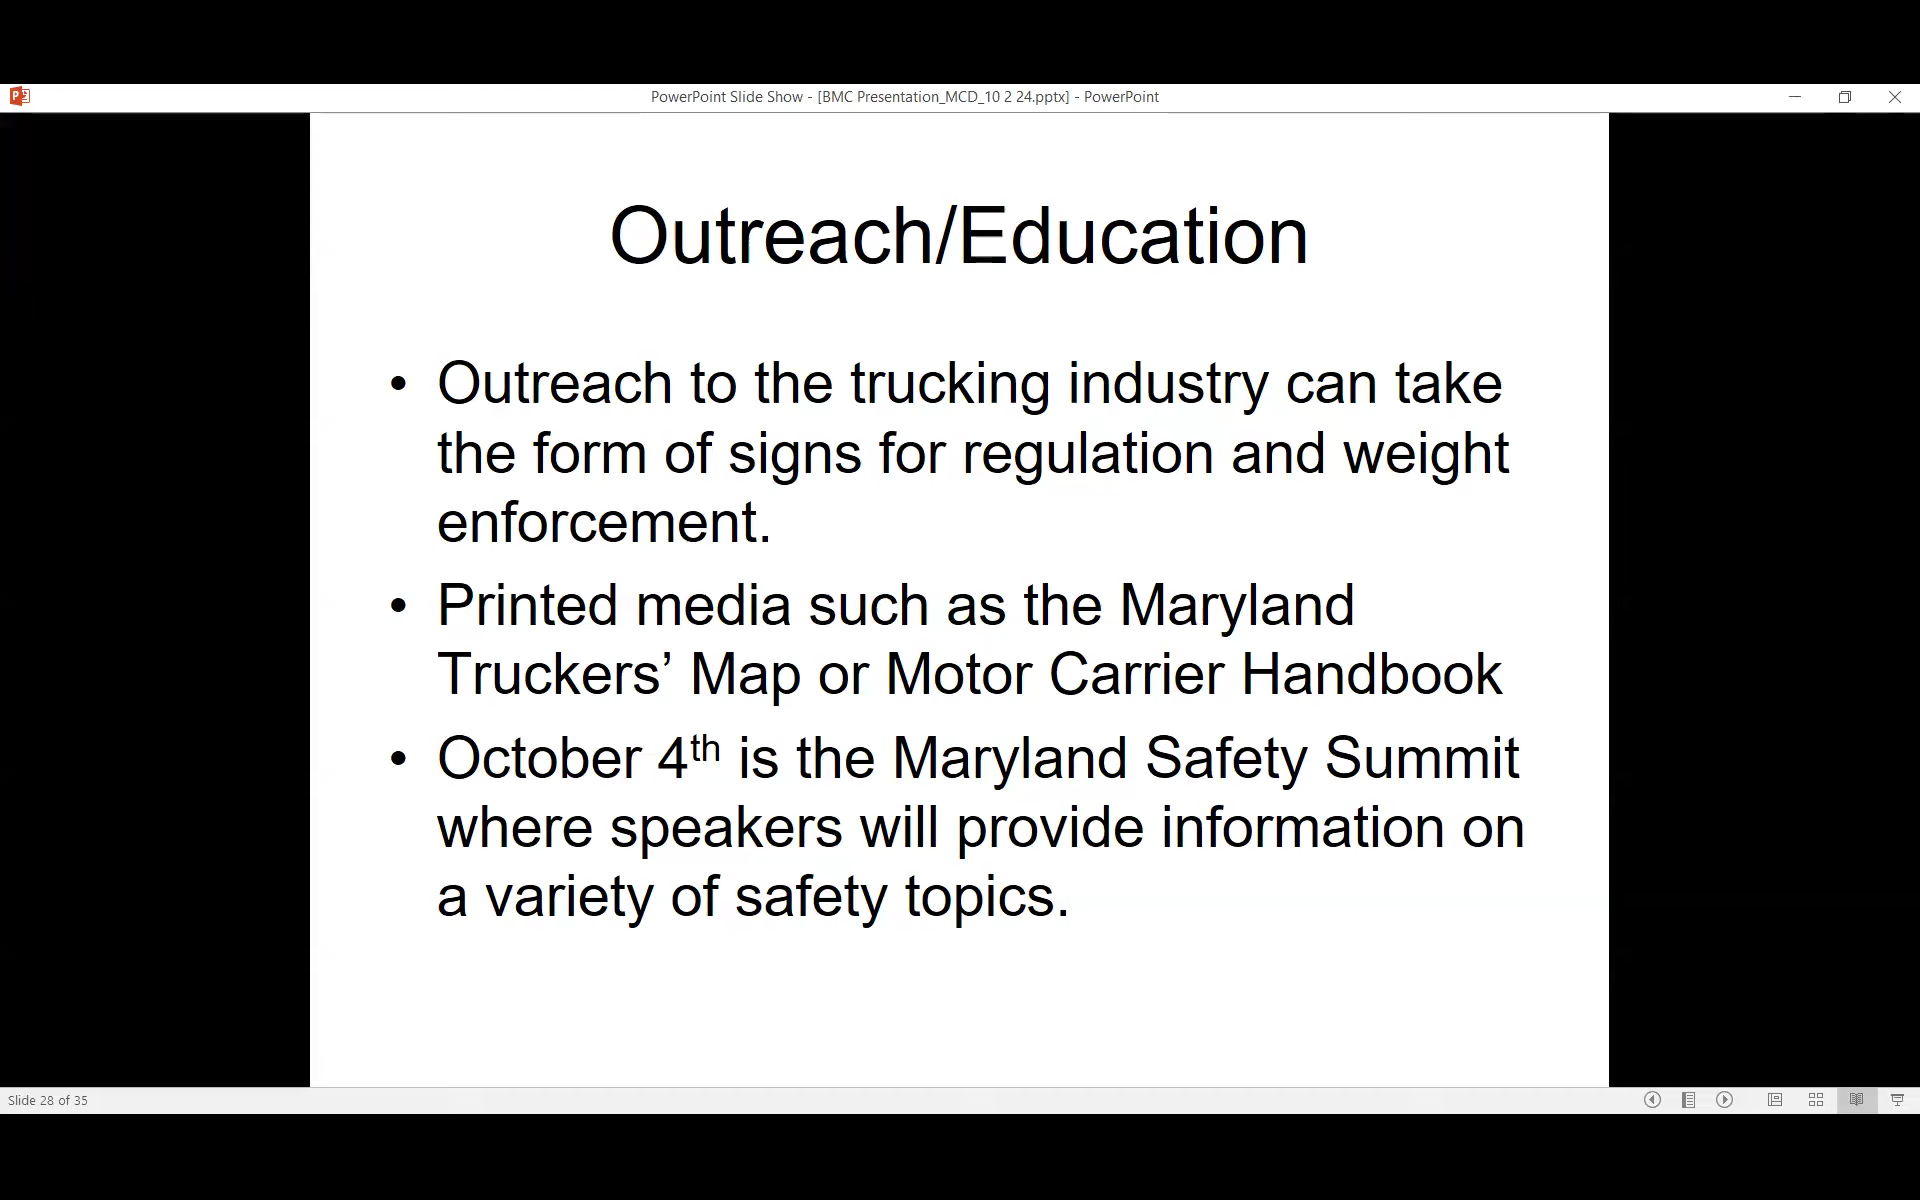 PowerPoint Slide Show - [BMC Presentation_MCD_10 2 24.pptx] - PowerPoint
Outreach/Education
• Outreach to the trucking industry can take
the form of signs for regulation and weight
enforcement.
• Printed media such as the Maryland
Truckers’ Map or Motor Carrier Handbook
• October 4th is the Maryland Safety Summit
where speakers will provide information on
a variety of safety topics.
Slide 28 of 35